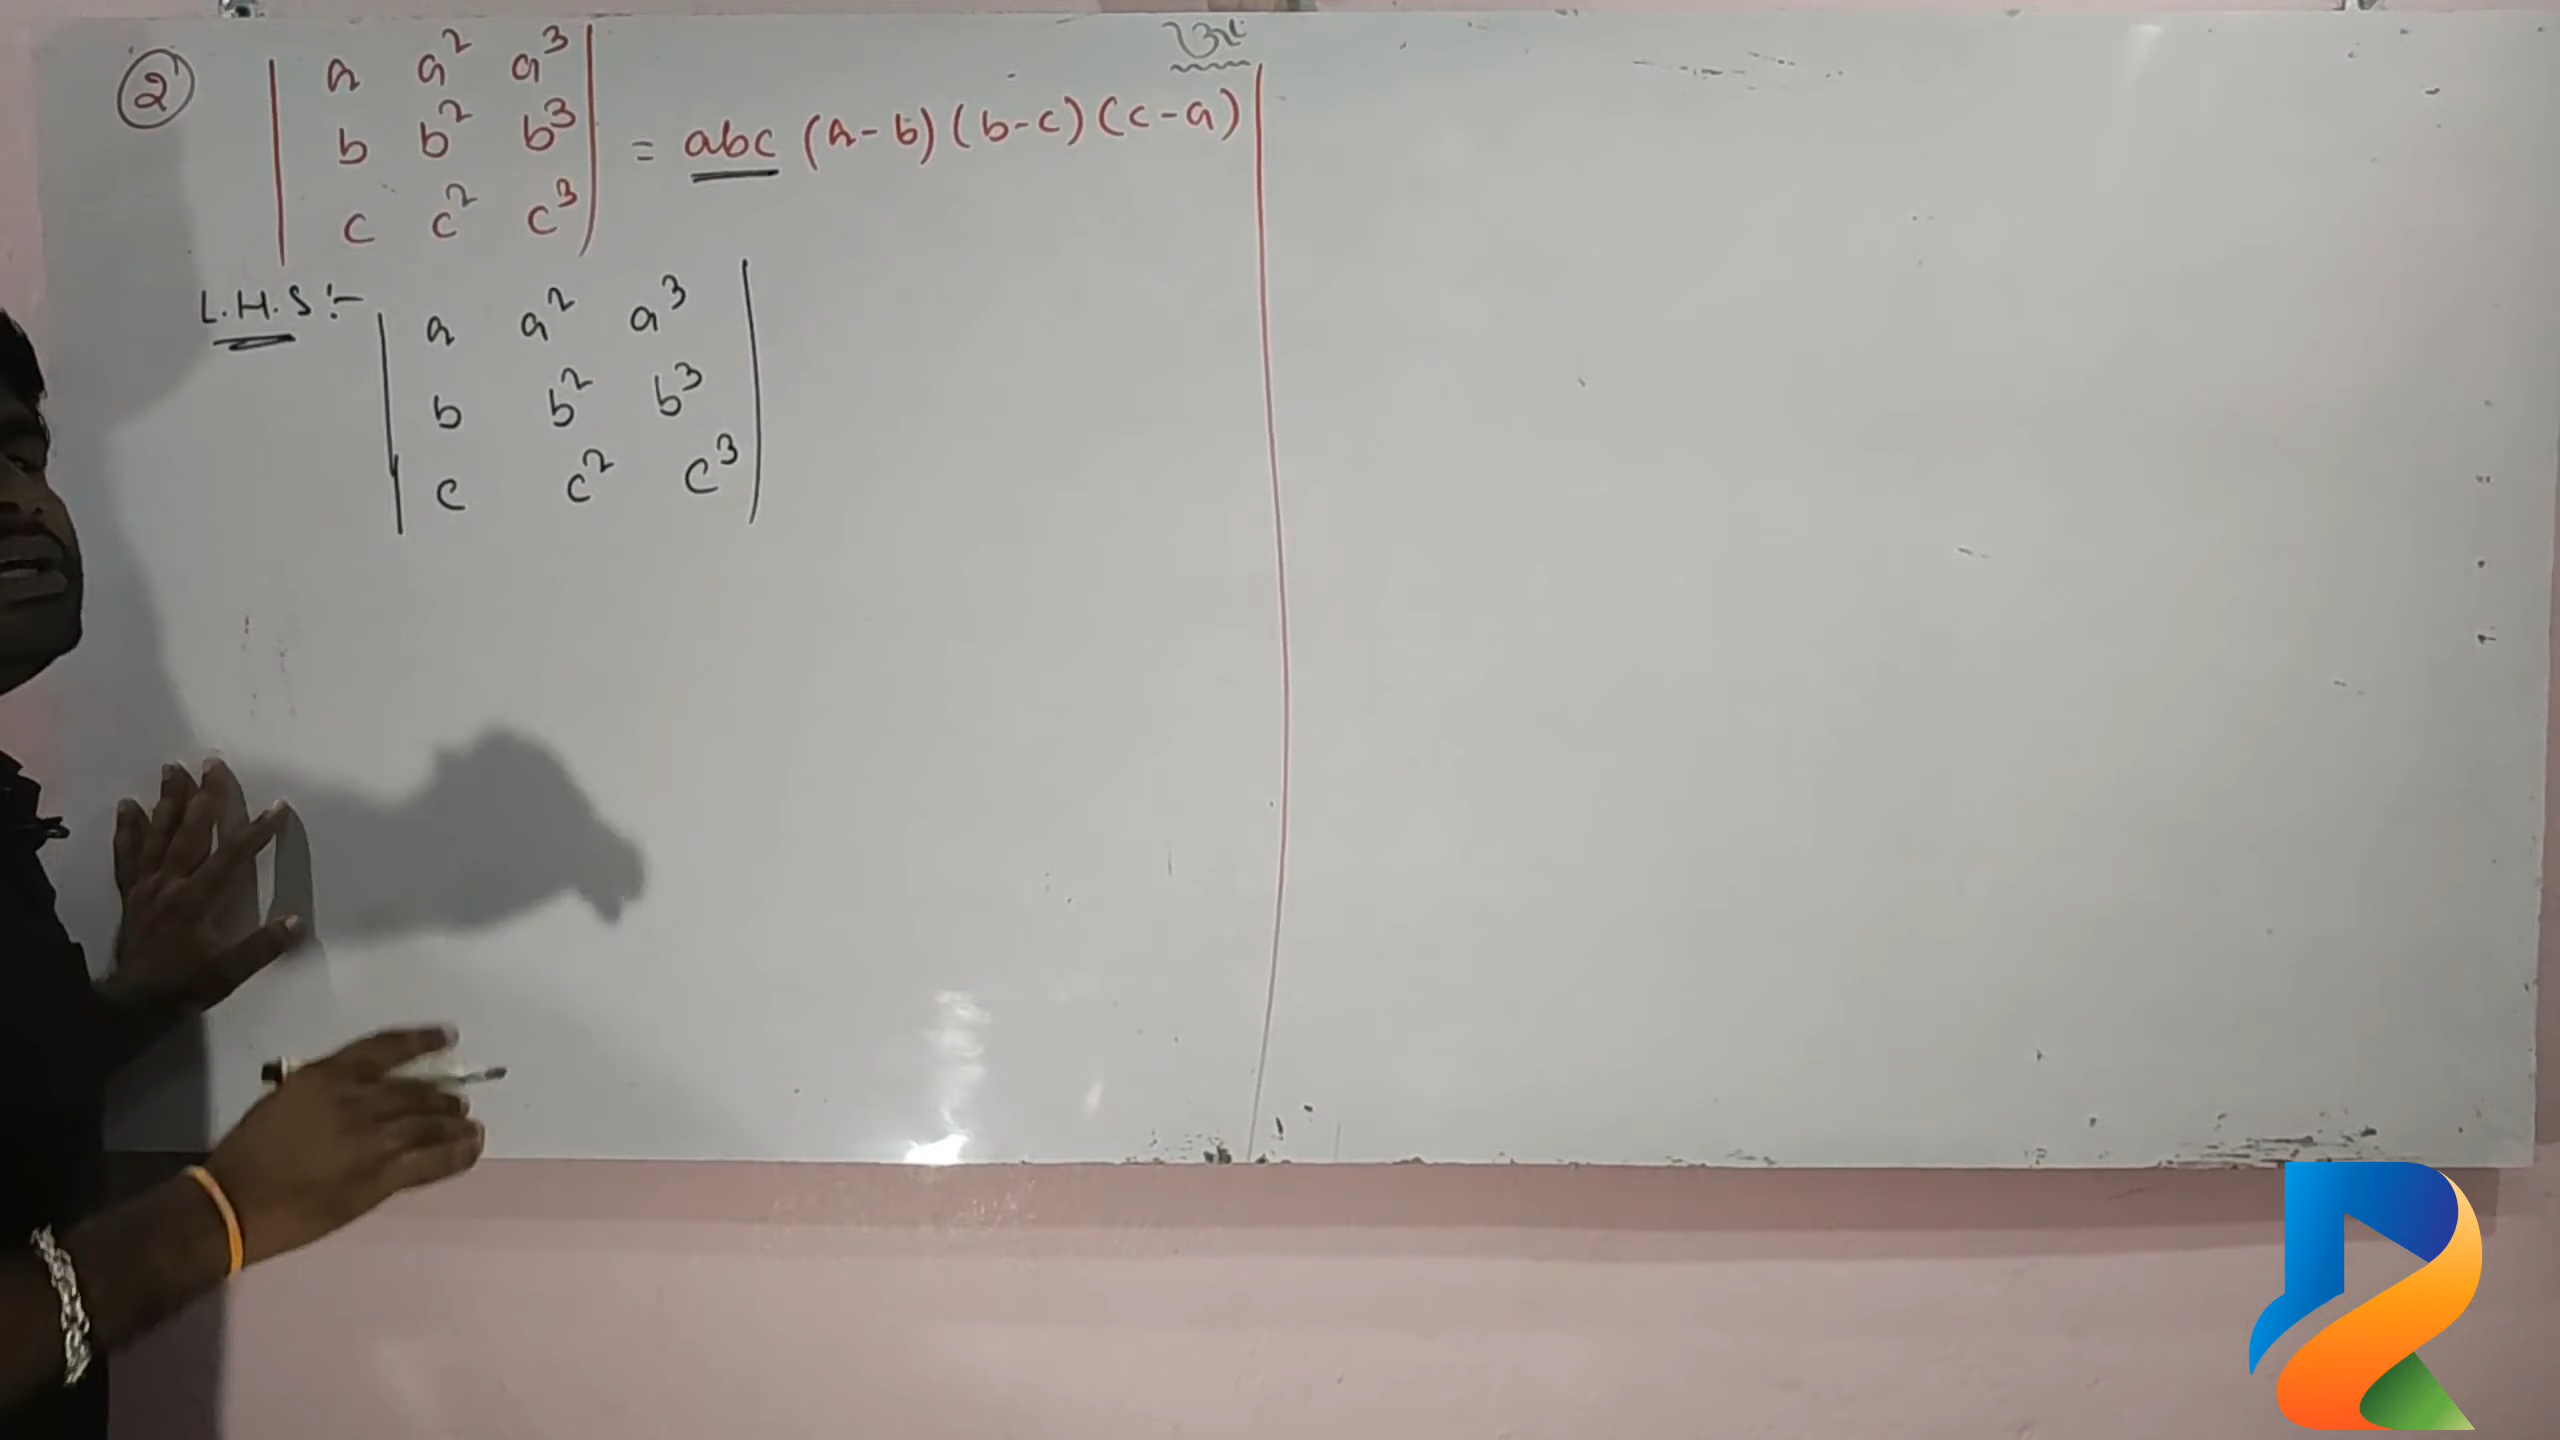 ② | a a² a³ |
| b b² b³ | = abc (a-b) (b-c) (c-a)
| c c² c³ |
L.H.S :- | a a² a³ |
| b b² b³ |
| c c² c³ |